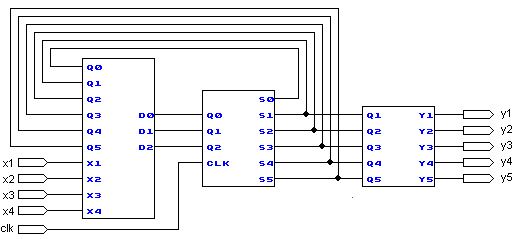 Q0
Q1
Q2
Q3
Q4
Q5
X1
X2
X3
X4
D0
D1
D2
x1
x2
x3
x4
clk
Q0
Q1
Q2
CLK
S0
S1
S2
S3
S4
S5
Q1
Q2
Q3
Q4
Q5
Y1
Y2
Y3
Y4
Y5
y1
y2
y3
y4
y5